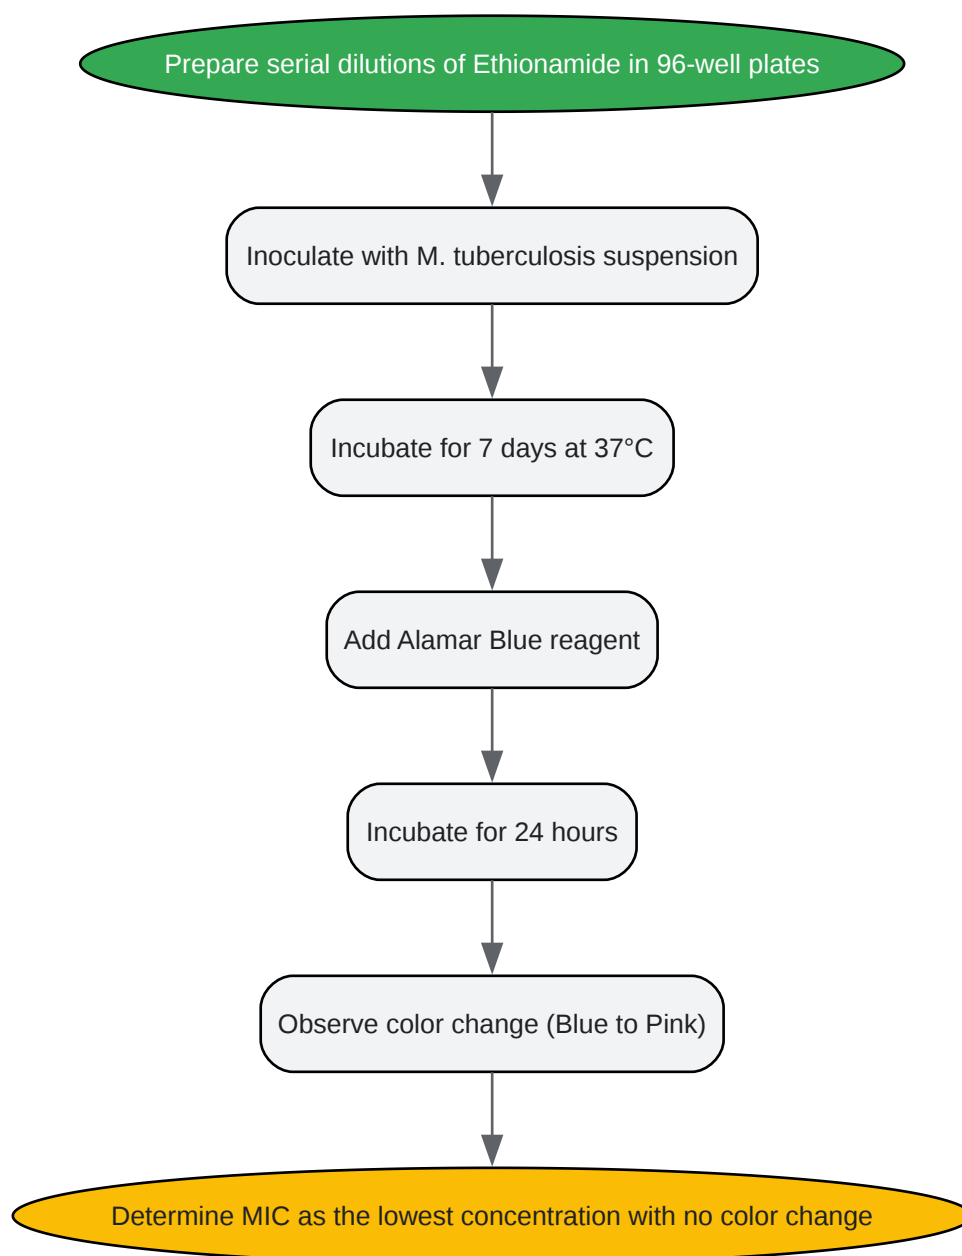 Prepare serial dilutions of Ethionamide in 96-well plates
Inoculate with M. tuberculosis suspension
Incubate for 7 days at 37°C
Add Alamar Blue reagent
Incubate for 24 hours
Observe color change (Blue to Pink)
Determine MIC as the lowest concentration with no color change